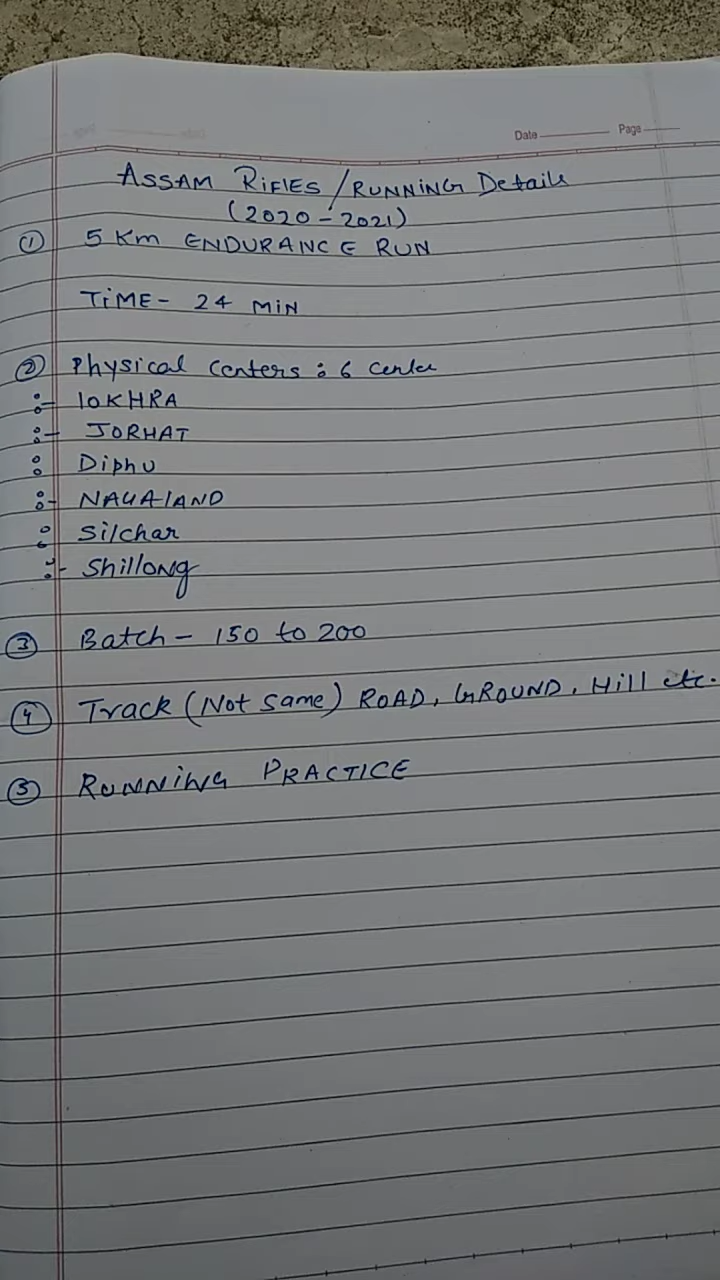 Date Page
ASSAM RIFIES / RUNNING Details
(2020-2021)
① 5 Km ENDURANCE RUN
TIME - 24 MIN
② Physical Centers : 6 Center
:- lOKHRA
:- JORHAT
: Diphu
:- NAGAlAND
: Silchar
:- Shillong
③ Batch - 150 to 200
④ Track (Not same) ROAD, GROUND, Hill etc.
⑤ RUNNING PRACTICE